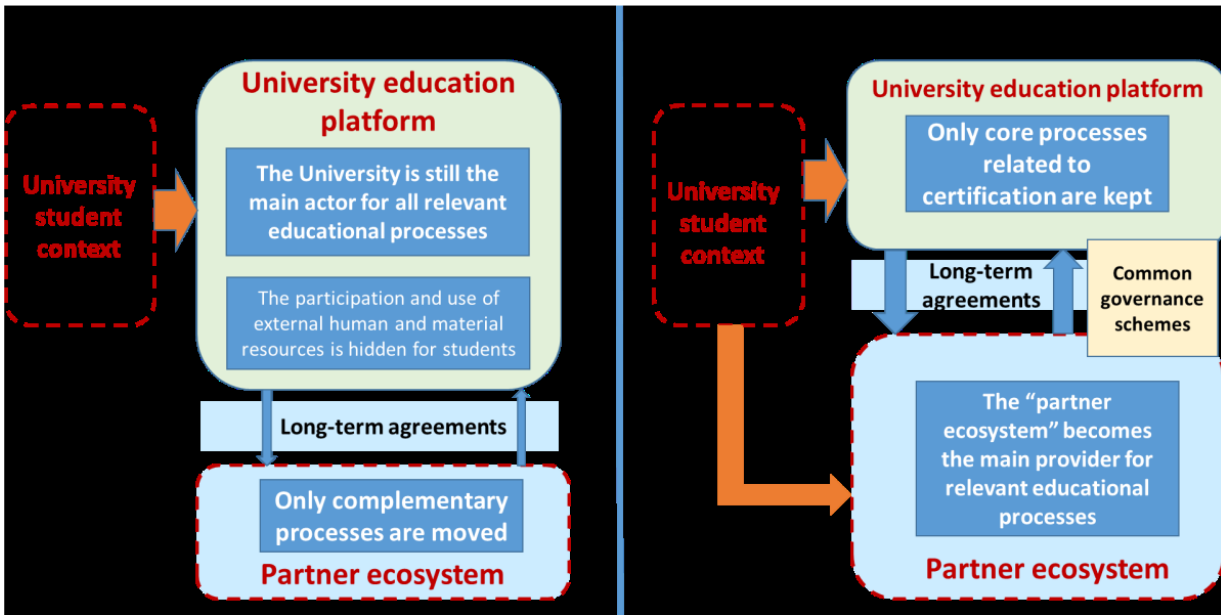 University education
platform
The University is still the
main actor for all relevant
educational processes
The participation and use of
external human and material
resources is hidden for students
University
student
context
Long-term agreements
Only complementary
processes are moved
Partner ecosystem
University education platform
Only core processes
related to
certification are kept
University
student
context
Long-term
agreements
Common
governance
schemes
The “partner
ecosystem” becomes
the main provider for
relevant educational
processes
Partner ecosystem